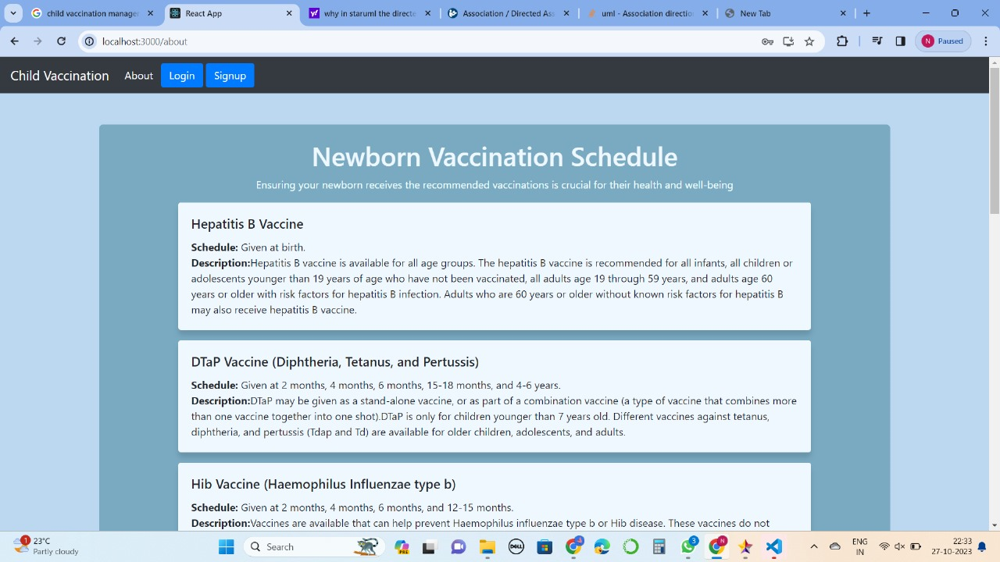 child vaccination manage
React App
why in staruml the directe
Association / Directed Ass
uml - Association direction
New Tab
localhost:3000/about
N Paused
Child Vaccination
About
Login
Signup
Newborn Vaccination Schedule
Ensuring your newborn receives the recommended vaccinations is crucial for their health and well-being
Hepatitis B Vaccine
Schedule: Given at birth.
Description:Hepatitis B vaccine is available for all age groups. The hepatitis B vaccine is recommended for all infants, all children or
adolescents younger than 19 years of age who have not been vaccinated, all adults age 19 through 59 years, and adults age 60
years or older with risk factors for hepatitis B infection. Adults who are 60 years or older without known risk factors for hepatitis B
may also receive hepatitis B vaccine.
DTaP Vaccine (Diphtheria, Tetanus, and Pertussis)
Schedule: Given at 2 months, 4 months, 6 months, 15-18 months, and 4-6 years.
Description:DTaP may be given as a stand-alone vaccine, or as part of a combination vaccine (a type of vaccine that combines more
than one vaccine together into one shot).DTaP is only for children younger than 7 years old. Different vaccines against tetanus,
diphtheria, and pertussis (Tdap and Td) are available for older children, adolescents, and adults.
Hib Vaccine (Haemophilus Influenzae type b)
Schedule: Given at 2 months, 4 months, 6 months, and 12-15 months.
Description:Vaccines are available that can help prevent Haemophilus influenzae type b or Hib disease. These vaccines do not
1
23°C
Partly cloudy
Search
PRE
DELL
4
3
N
ENG
IN
22:33
27-10-2023